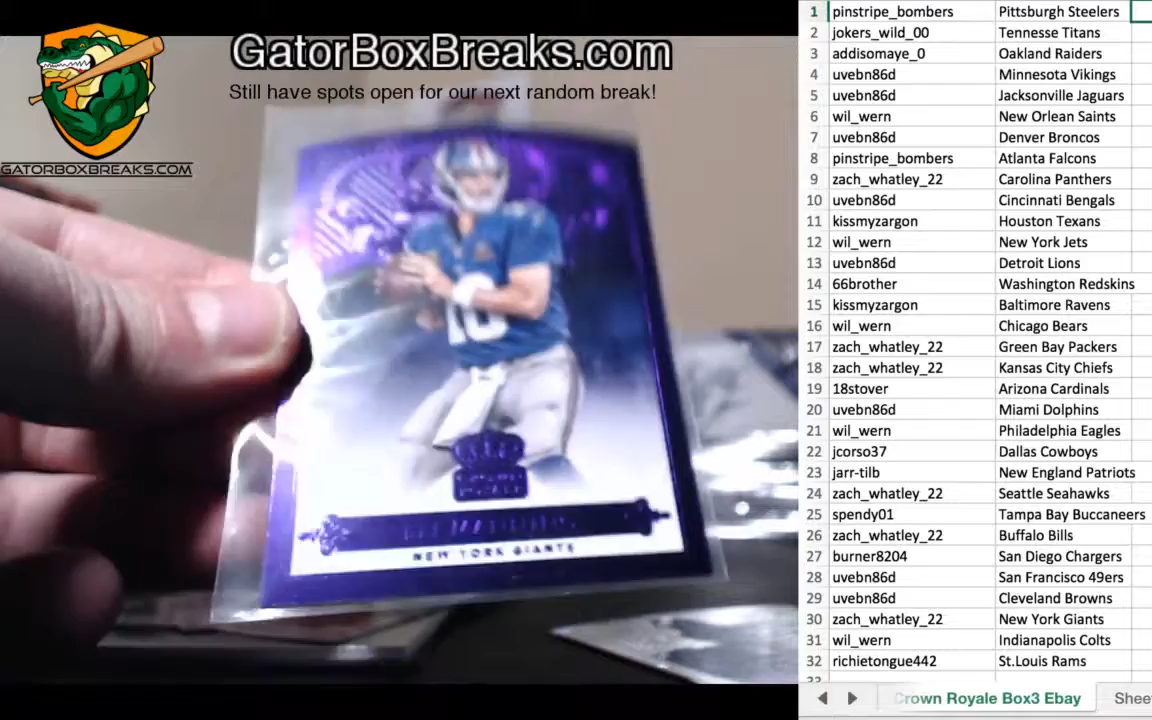 GatorBoxBreaks.com
Still have spots open for our next random break!
GATORBOXBREAKS.COM
10
NEW YORK GIANTS
1 pinstripe_bombers Pittsburgh Steelers
2 jokers_wild_00 Tennesse Titans
3 addisomaye_0 Oakland Raiders
4 uvebn86d Minnesota Vikings
5 uvebn86d Jacksonville Jaguars
6 wil_wern New Orlean Saints
7 uvebn86d Denver Broncos
8 pinstripe_bombers Atlanta Falcons
9 zach_whatley_22 Carolina Panthers
10 uvebn86d Cincinnati Bengals
11 kissmyzargon Houston Texans
12 wil_wern New York Jets
13 uvebn86d Detroit Lions
14 66brother Washington Redskins
15 kissmyzargon Baltimore Ravens
16 wil_wern Chicago Bears
17 zach_whatley_22 Green Bay Packers
18 zach_whatley_22 Kansas City Chiefs
19 18stover Arizona Cardinals
20 uvebn86d Miami Dolphins
21 wil_wern Philadelphia Eagles
22 jcorso37 Dallas Cowboys
23 jarr-tilb New England Patriots
24 zach_whatley_22 Seattle Seahawks
25 spendy01 Tampa Bay Buccaneers
26 zach_whatley_22 Buffalo Bills
27 burner8204 San Diego Chargers
28 uvebn86d San Francisco 49ers
29 uvebn86d Cleveland Browns
30 zach_whatley_22 New York Giants
31 wil_wern Indianapolis Colts
32 richietongue442 St.Louis Rams
Crown Royale Box3 Ebay Shee